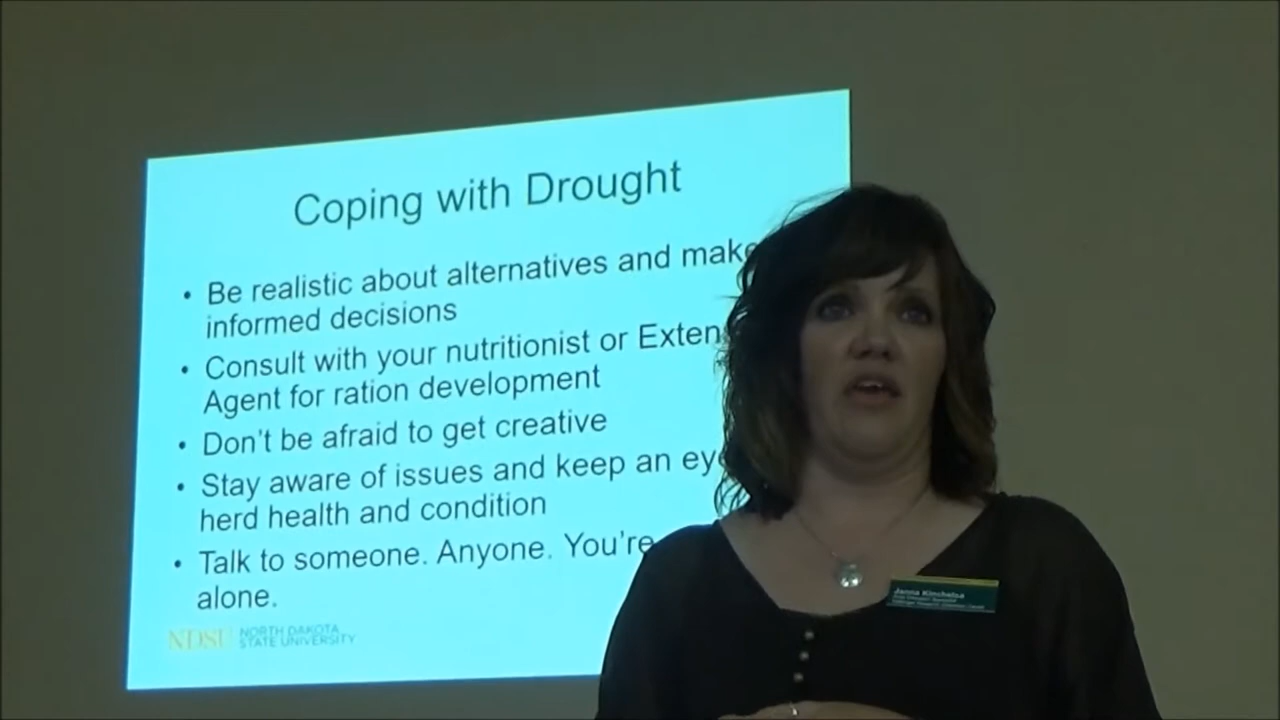 Coping with Drought
• Be realistic about alternatives and make
informed decisions
• Consult with your nutritionist or Exten
Agent for ration development
• Don't be afraid to get creative
• Stay aware of issues and keep an eye
herd health and condition
• Talk to someone. Anyone. You're
alone.
NDSU NORTH DAKOTA
STATE UNIVERSITY
Janna Kincheloe